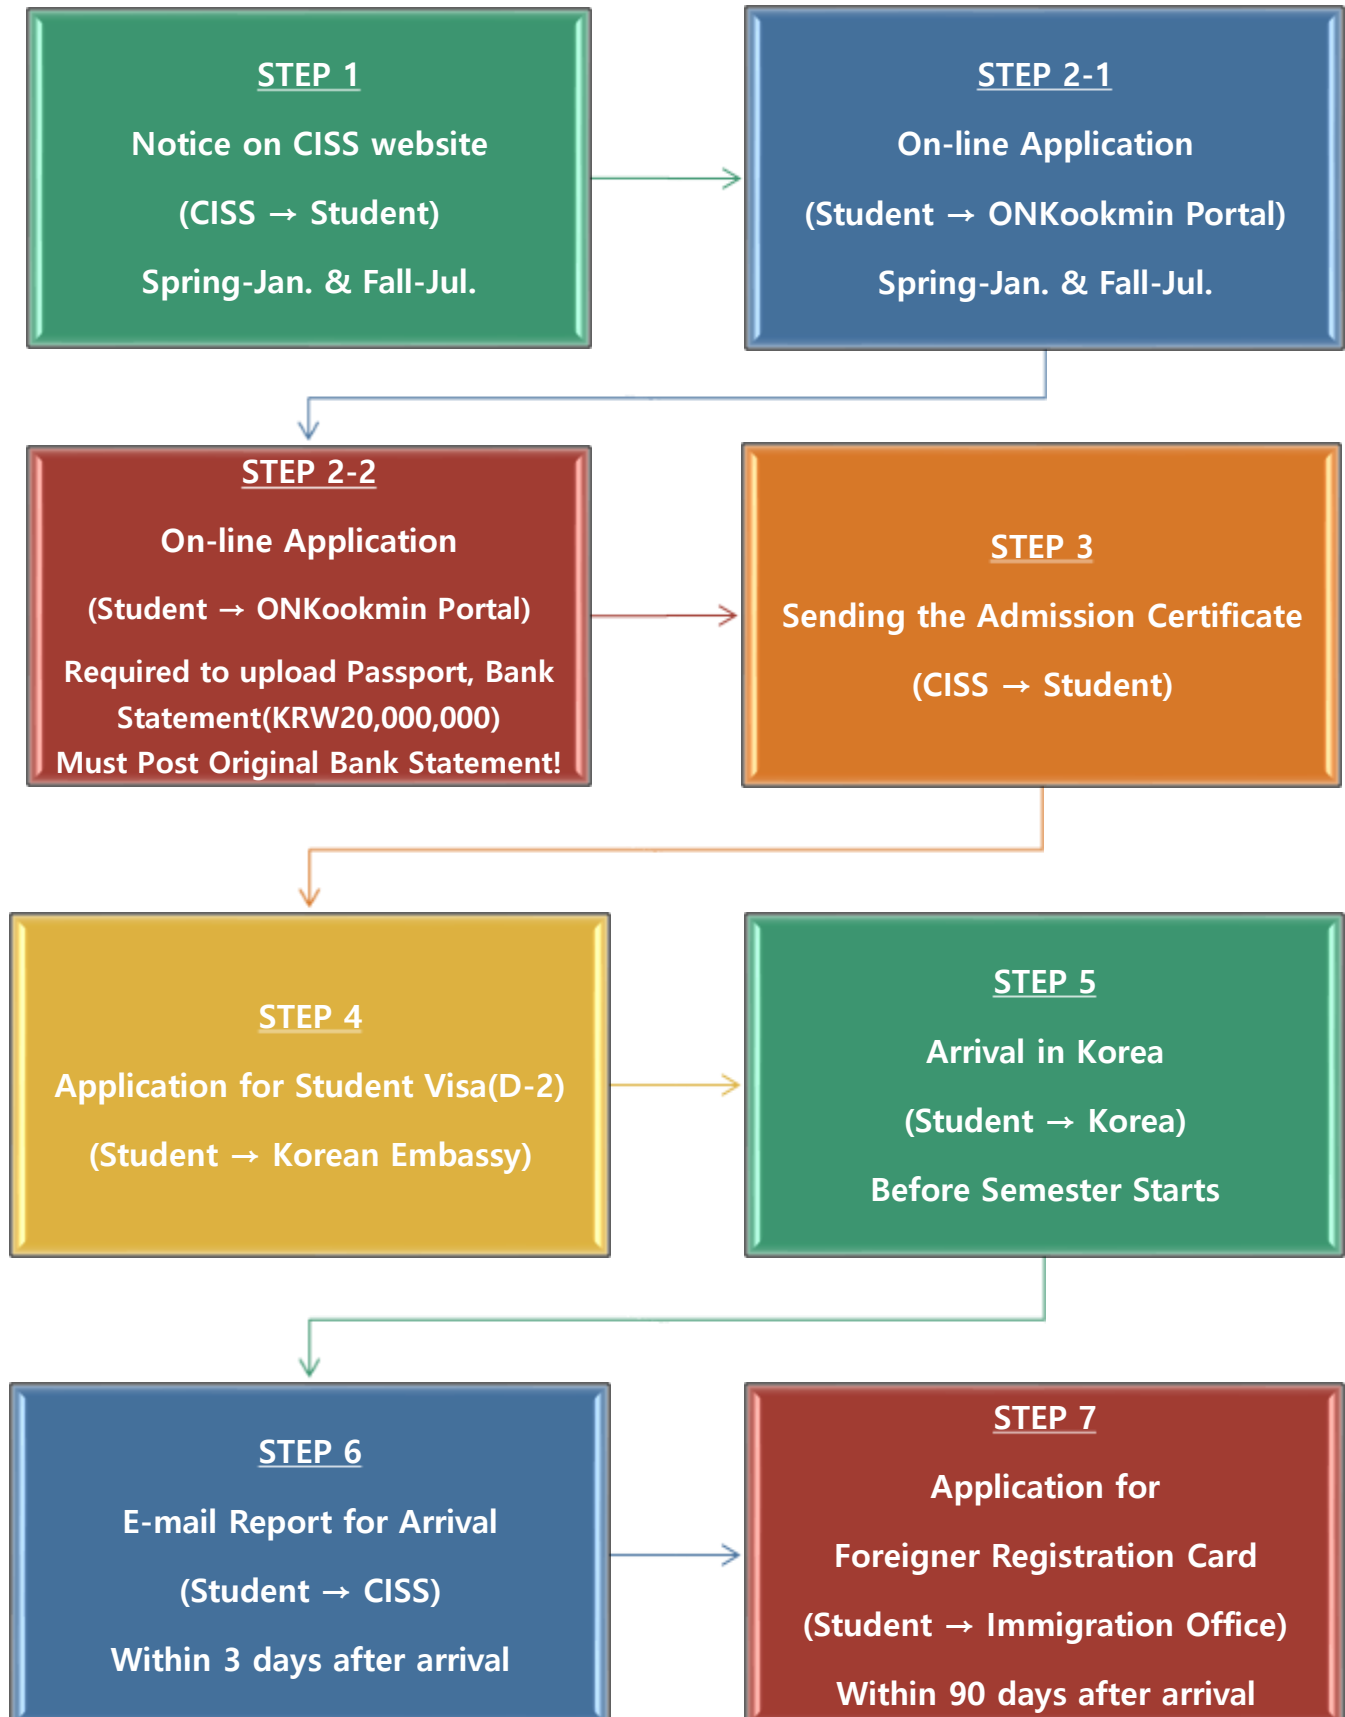 STEP 1
Notice on CISS website
(CISS → Student)
Spring-Jan. & Fall-Jul.
STEP 2-1
On-line Application
(Student → ONKookmin Portal)
Spring-Jan. & Fall-Jul.
STEP 2-2
On-line Application
(Student → ONKookmin Portal)
Required to upload Passport, Bank
Statement(KRW20,000,000)
Must Post Original Bank Statement!
STEP 3
Sending the Admission Certificate
(CISS → Student)
STEP 4
Application for Student Visa(D-2)
(Student → Korean Embassy)
STEP 5
Arrival in Korea
(Student → Korea)
Before Semester Starts
STEP 6
E-mail Report for Arrival
(Student → CISS)
Within 3 days after arrival
STEP 7
Application for
Foreigner Registration Card
(Student → Immigration Office)
Within 90 days after arrival